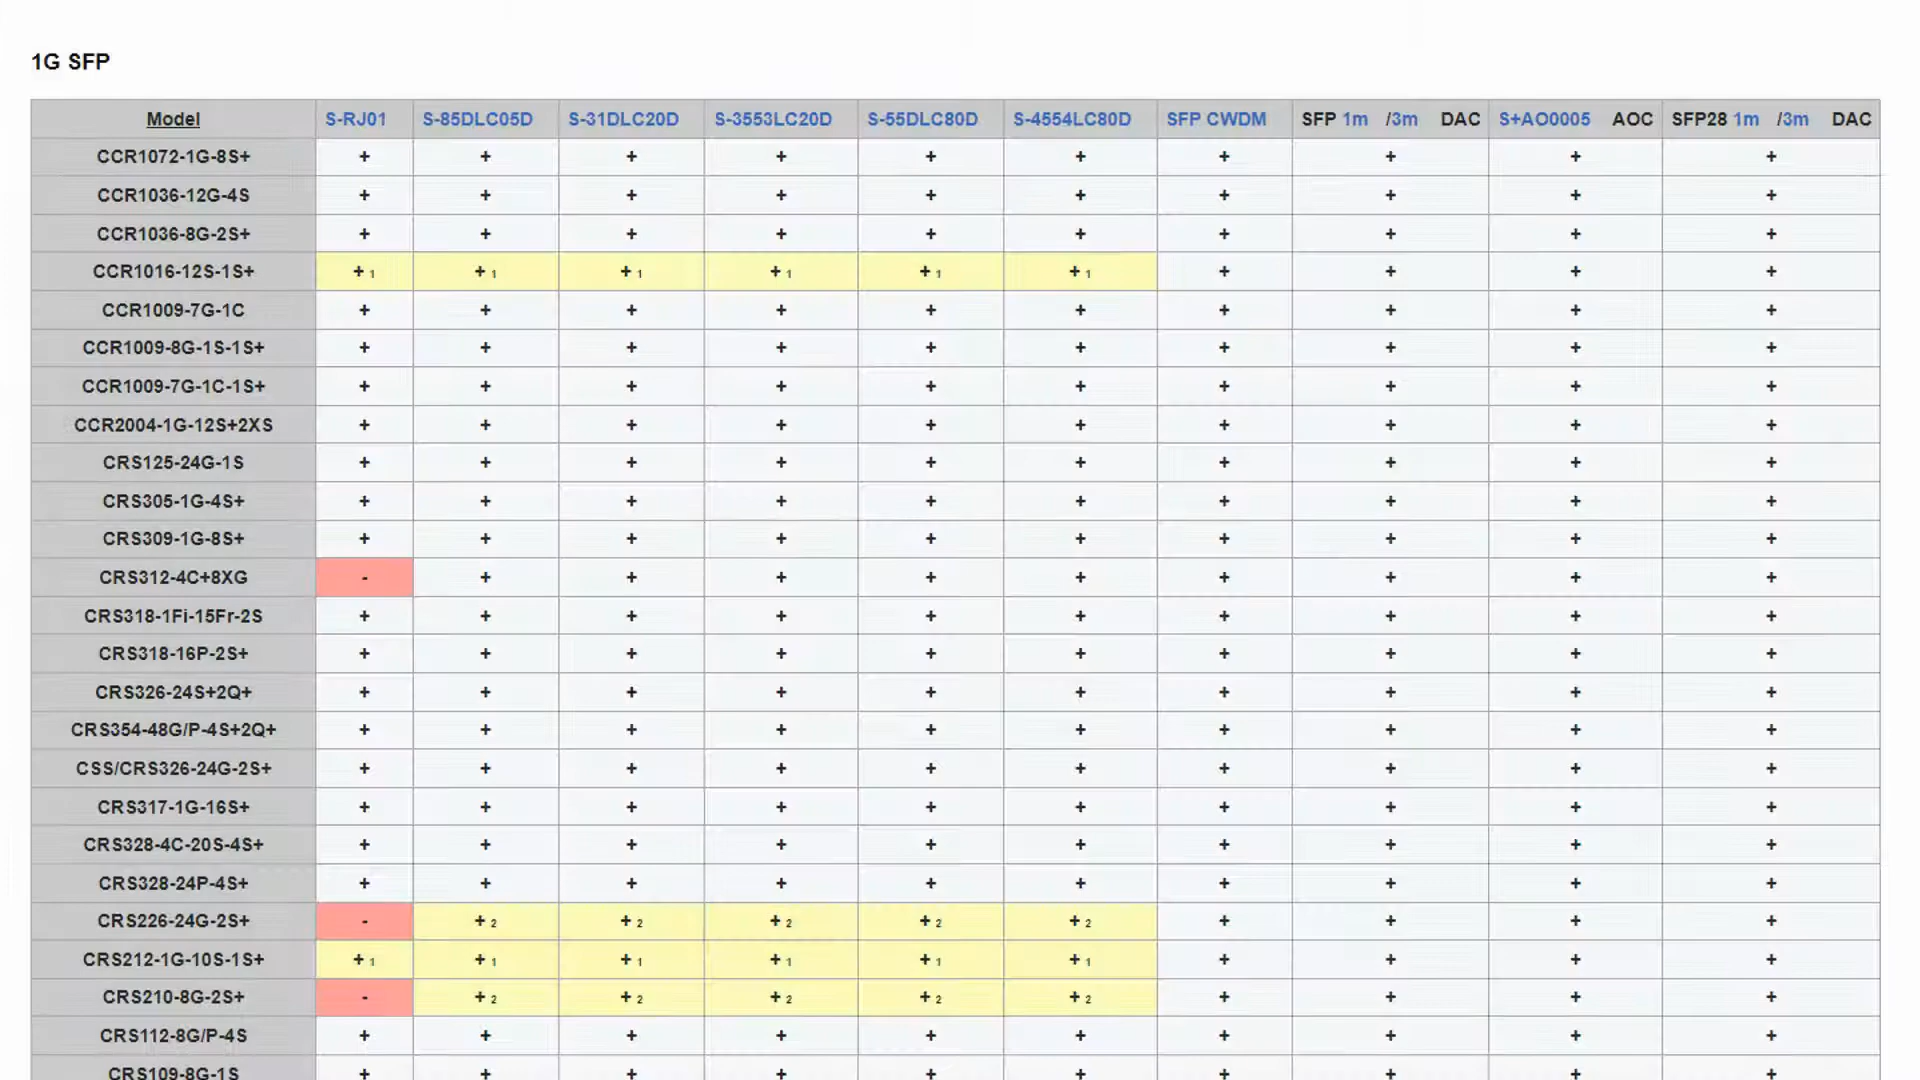 1G SFP
Model S-RJ01 S-85DLC05D S-31DLC20D S-3553LC20D S-55DLC80D S-4554LC80D SFP CWDM SFP 1m /3m DAC S+AO0005 AOC SFP28 1m /3m DAC
CCR1072-1G-8S+ + + + + + + + + + +
CCR1036-12G-4S + + + + + + + + + +
CCR1036-8G-2S+ + + + + + + + + + +
CCR1016-12S-1S+ + 1 + 1 + 1 + 1 + 1 + 1 + + + +
CCR1009-7G-1C + + + + + + + + + +
CCR1009-8G-1S-1S+ + + + + + + + + + +
CCR1009-7G-1C-1S+ + + + + + + + + + +
CCR2004-1G-12S+2XS + + + + + + + + + +
CRS125-24G-1S + + + + + + + + + +
CRS305-1G-4S+ + + + + + + + + + +
CRS309-1G-8S+ + + + + + + + + + +
CRS312-4C+8XG - + + + + + + + + +
CRS318-1Fi-15Fr-2S + + + + + + + + + +
CRS318-16P-2S+ + + + + + + + + + +
CRS326-24S+2Q+ + + + + + + + + + +
CRS354-48G/P-4S+2Q+ + + + + + + + + + +
CSS/CRS326-24G-2S+ + + + + + + + + + +
CRS317-1G-16S+ + + + + + + + + + +
CRS328-4C-20S-4S+ + + + + + + + + + +
CRS328-24P-4S+ + + + + + + + + + +
CRS226-24G-2S+ - + 2 + 2 + 2 + 2 + 2 + + + +
CRS212-1G-10S-1S+ + 1 + 1 + 1 + 1 + 1 + 1 + + + +
CRS210-8G-2S+ - + 2 + 2 + 2 + 2 + 2 + + + +
CRS112-8G/P-4S + + + + + + + + + +
CRS109-8G-1S + + + + + + + + + +